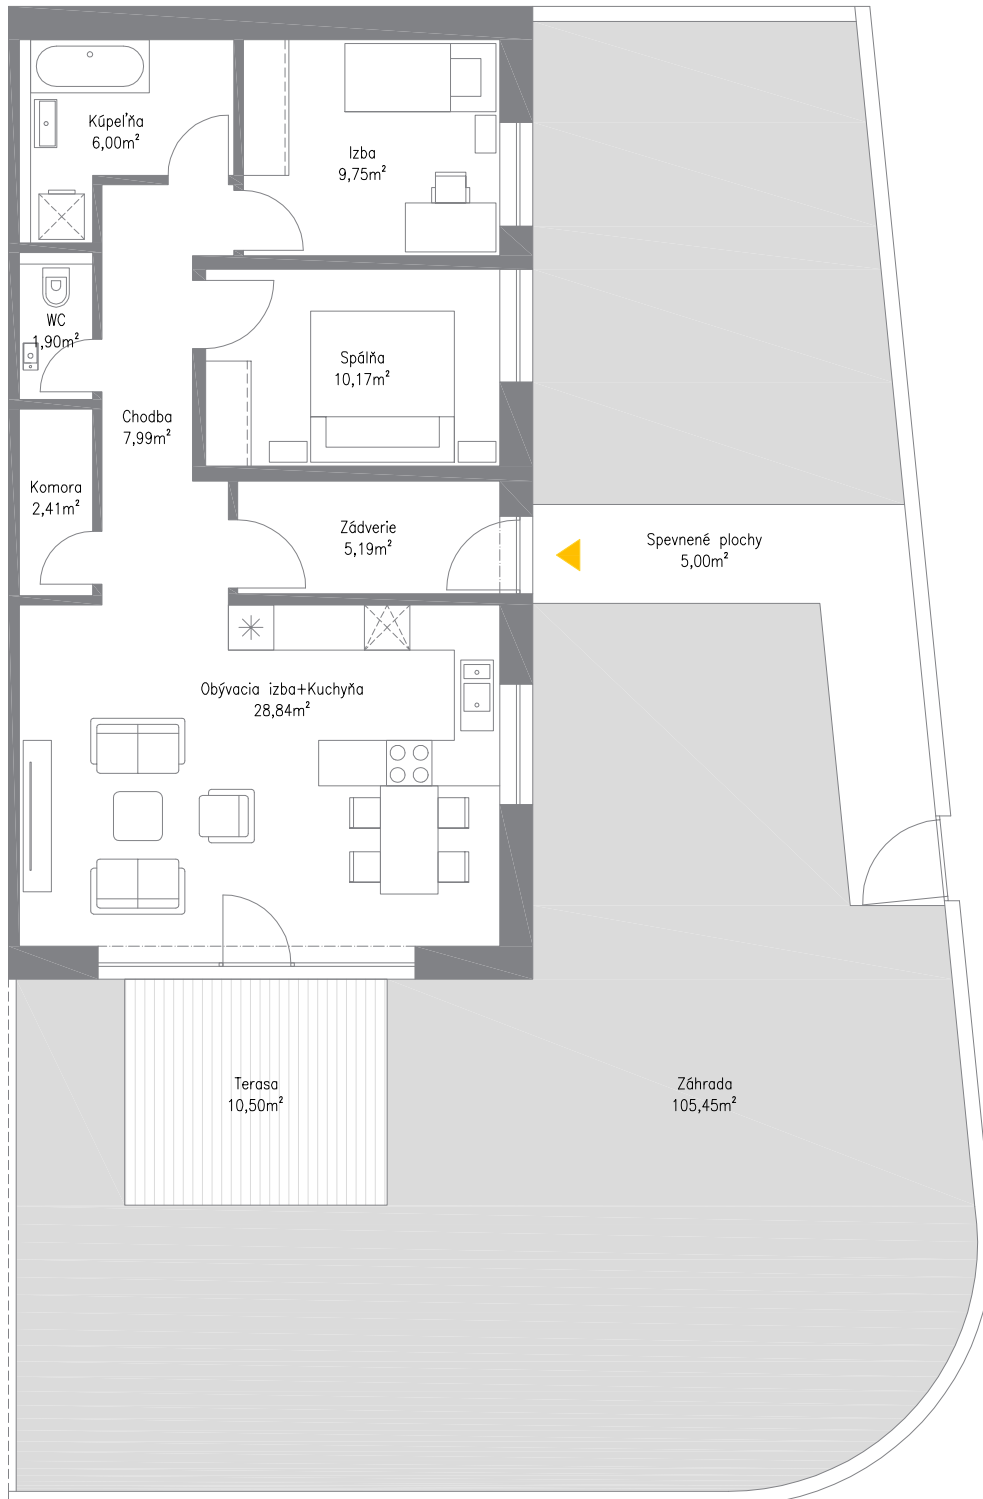 Kúpeľňa
6,00m²
Izba
9,75m²
WC
1,90m²
Spálňa
10,17m²
Chodba
7,99m²
Komora
2,41m²
Zádverie
5,19m²
Spevnené plochy
5,00m²
Obývacia izba+Kuchyňa
28,84m²
Terasa
10,50m²
Záhrada
105,45m²